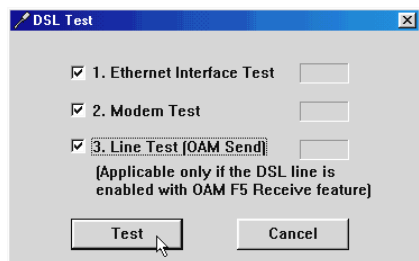 DSL Test
1. Ethernet Interface Test
2. Modem Test
3. Line Test (OAM Send)
(Applicable only if the DSL line is
enabled with OAM F5 Receive feature)
Test Cancel